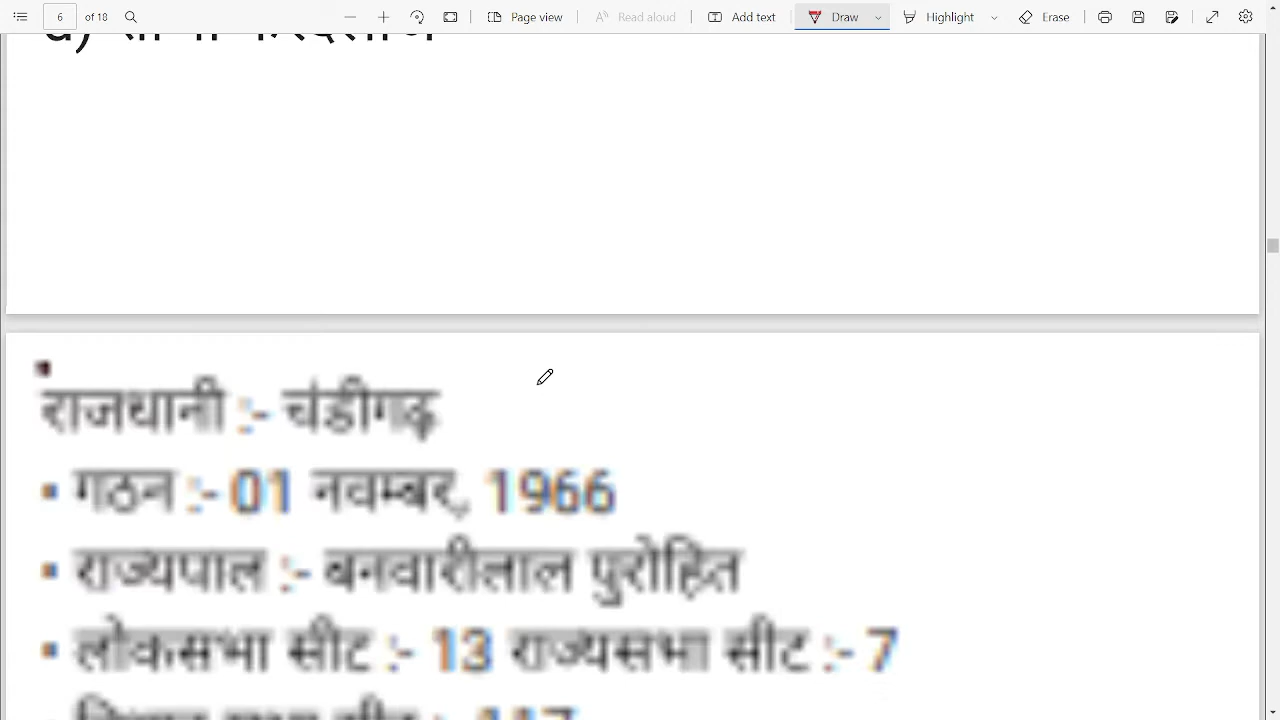 6 of 18 Page view Read aloud Add text Draw Highlight Erase
राजधानी :- चंडीगढ़
▪ गठन :- 01 नवम्बर, 1966
▪ राज्यपाल :- बनवारीलाल पुरोहित
▪ लोकसभा सीट :- 13 राज्यसभा सीट :- 7